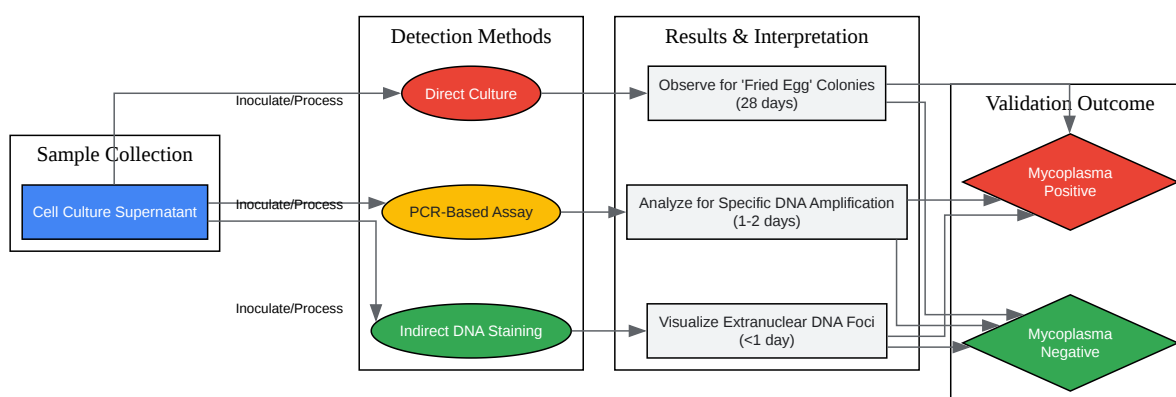 Sample Collection
Cell Culture Supernatant
Inoculate/Process
Inoculate/Process
Inoculate/Process
Detection Methods
Direct Culture
PCR-Based Assay
Indirect DNA Staining
Results & Interpretation
Observe for 'Fried Egg' Colonies
(28 days)
Analyze for Specific DNA Amplification
(1-2 days)
Visualize Extranuclear DNA Foci
(<1 day)
Validation Outcome
Mycoplasma
Positive
Mycoplasma
Negative